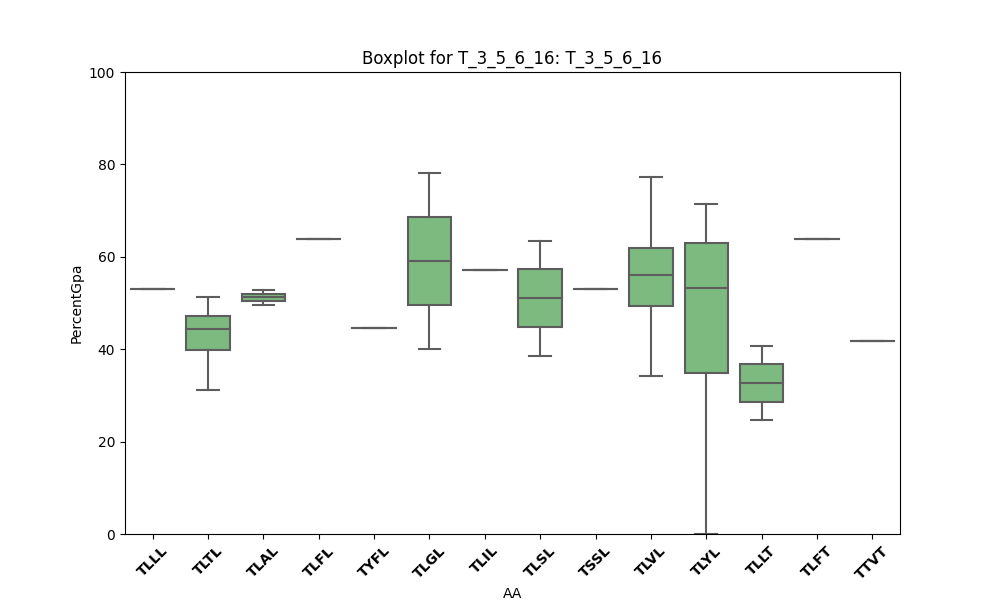 Boxplot for T_3_5_6_16: T_3_5_6_16
100
80
60
40
20
0
PercentGpa
TLLL TLTL TLAL TLFL TYFL TLGL TLIL TLSL TSSL TLVL TLYL TLLT TLFT TTVT
AA